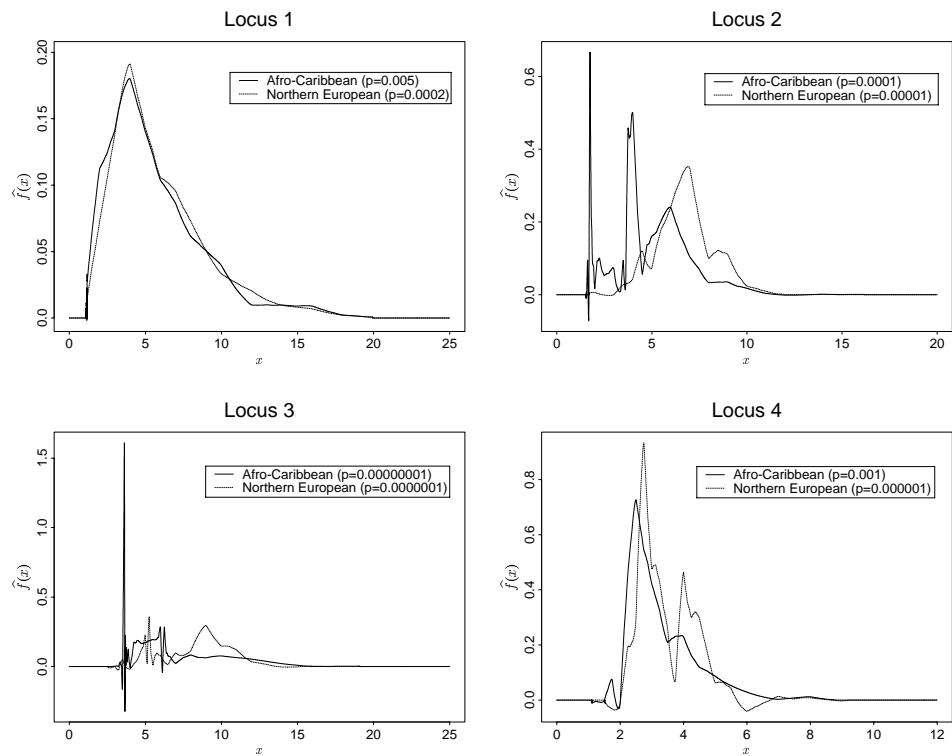 Locus 1
Afro-Caribbean (p=0.005)
Northern European (p=0.0002)
f̂(x)
0.0 0.05 0.10 0.15 0.20
0 5 10 15 20 25
x
Locus 2
Afro-Caribbean (p=0.0001)
Northern European (p=0.00001)
f̂(x)
0.0 0.2 0.4 0.6
0 5 10 15 20
x
Locus 3
Afro-Caribbean (p=0.00000001)
Northern European (p=0.0000001)
f̂(x)
0.0 0.5 1.0 1.5
0 5 10 15 20 25
x
Locus 4
Afro-Caribbean (p=0.001)
Northern European (p=0.000001)
f̂(x)
0.0 0.2 0.4 0.6 0.8
0 2 4 6 8 10 12
x